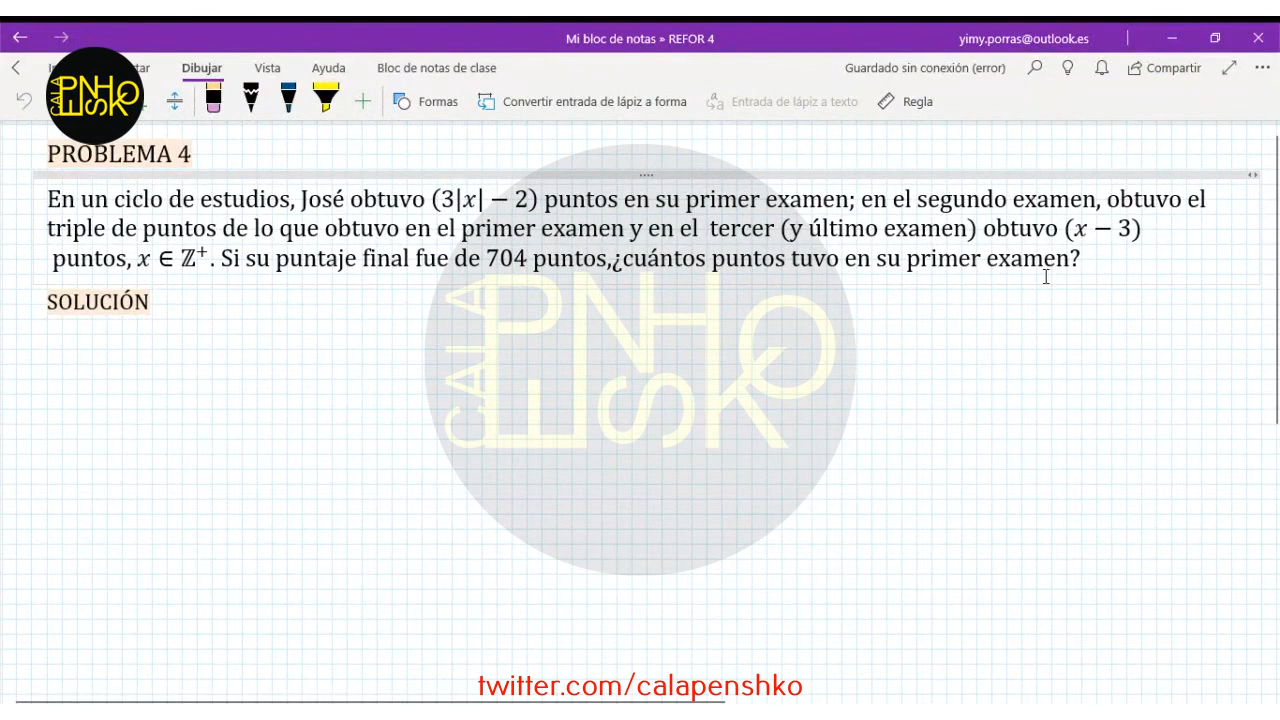 Mi bloc de notas » REFOR 4
yimy.porras@outlook.es
Dibujar
Vista
Ayuda
Bloc de notas de clase
Guardado sin conexión (error)
Compartir
Formas
Convertir entrada de lápiz a forma
Entrada de lápiz a texto
Regla
CALA PENSHKO
PROBLEMA 4
En un ciclo de estudios, José obtuvo (3|x| − 2) puntos en su primer examen; en el segundo examen, obtuvo el
triple de puntos de lo que obtuvo en el primer examen y en el tercer (y último examen) obtuvo (x − 3)
puntos, x ∈ ℤ⁺. Si su puntaje final fue de 704 puntos,¿cuántos puntos tuvo en su primer examen?
SOLUCIÓN
CALA PENSHKO
twitter.com/calapenshko